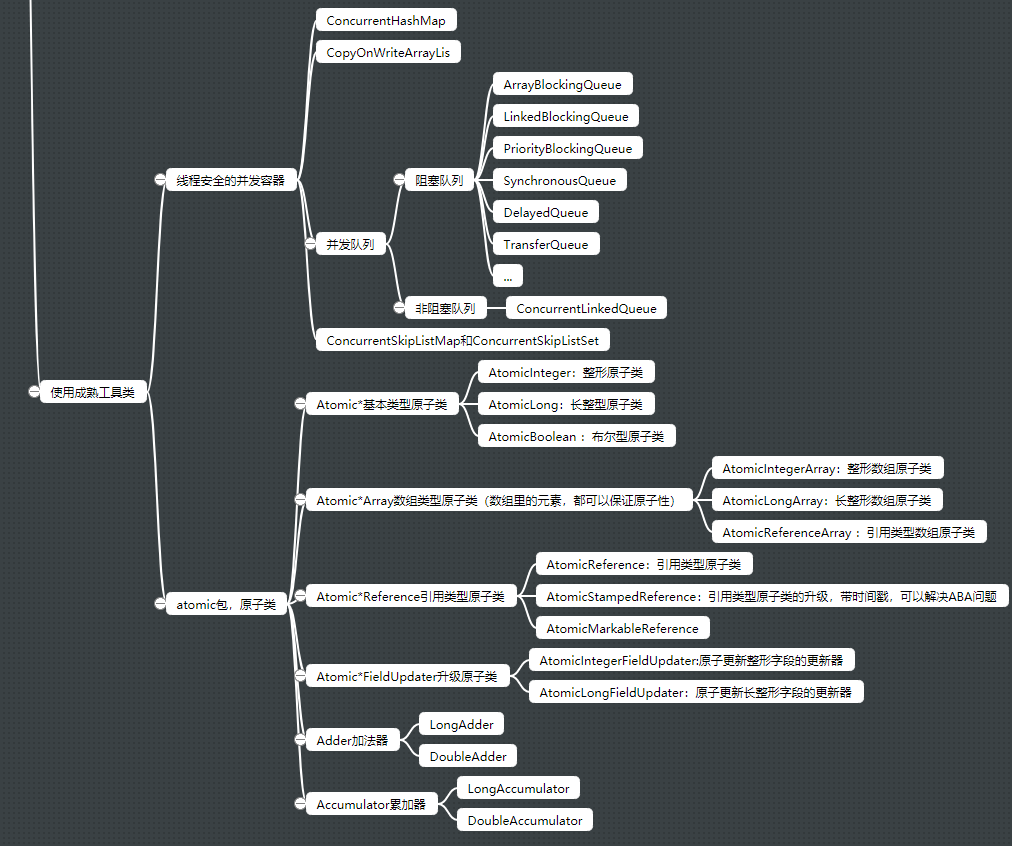 ConcurrentHashMap
CopyOnWriteArrayLis
ArrayBlockingQueue
LinkedBlockingQueue
PriorityBlockingQueue
线程安全的并发容器
阻塞队列
SynchronousQueue
DelayedQueue
并发队列
TransferQueue
...
非阻塞队列
ConcurrentLinkedQueue
ConcurrentSkipListMap和ConcurrentSkipListSet
使用成熟工具类
AtomicInteger：整形原子类
Atomic*基本类型原子类
AtomicLong：长整型原子类
AtomicBoolean ：布尔型原子类
AtomicIntegerArray：整形数组原子类
Atomic*Array数组类型原子类（数组里的元素，都可以保证原子性）
AtomicLongArray：长整形数组原子类
AtomicReferenceArray ：引用类型数组原子类
AtomicReference：引用类型原子类
atomic包，原子类
Atomic*Reference引用类型原子类
AtomicStampedReference：引用类型原子类的升级，带时间戳，可以解决ABA问题
AtomicMarkableReference
AtomicIntegerFieldUpdater:原子更新整形字段的更新器
Atomic*FieldUpdater升级原子类
AtomicLongFieldUpdater：原子更新长整形字段的更新器
LongAdder
Adder加法器
DoubleAdder
LongAccumulator
Accumulator累加器
DoubleAccumulator